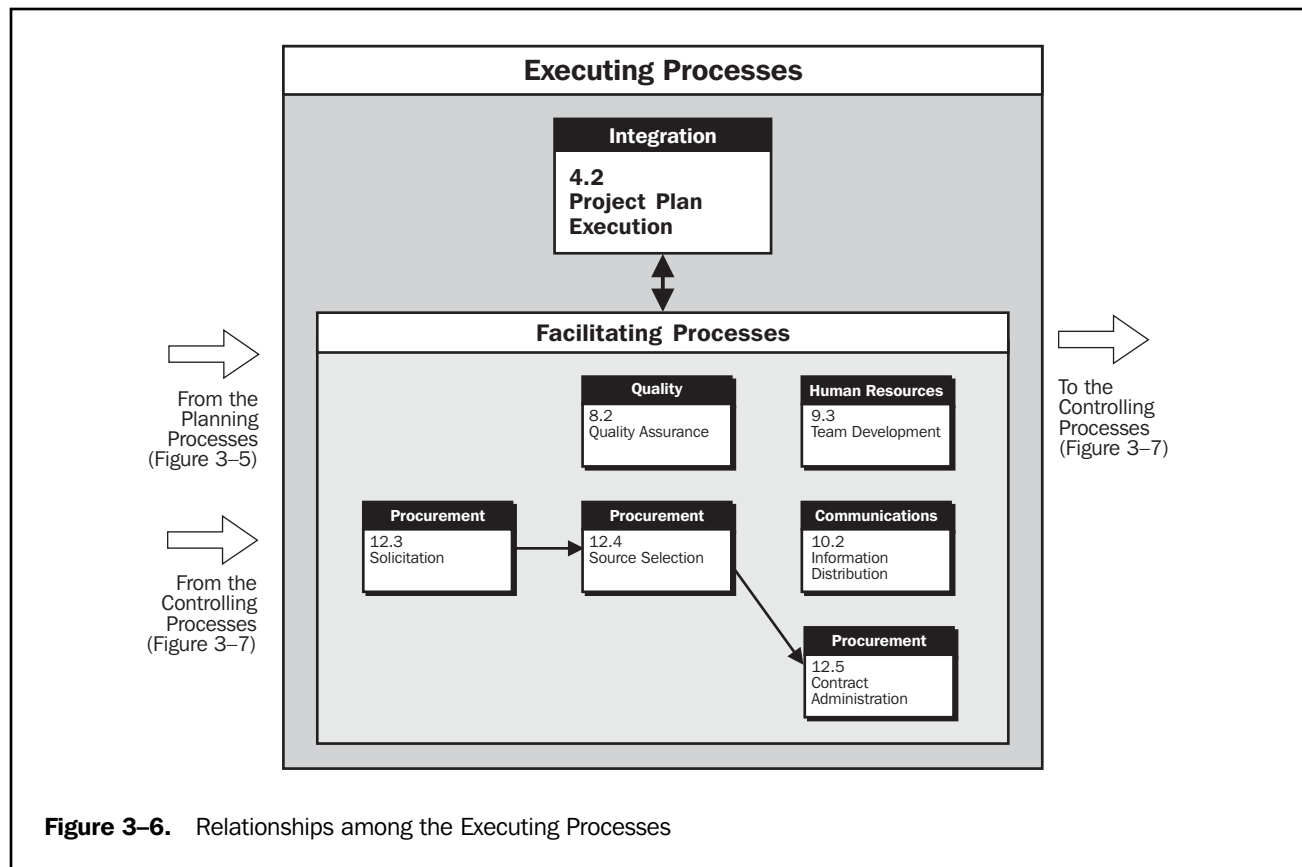 Executing Processes
Integration
4.2
Project Plan
Execution
Facilitating Processes
From the
Planning
Processes
(Figure 3–5)
From the
Controlling
Processes
(Figure 3–7)
Quality
8.2
Quality Assurance
Human Resources
9.3
Team Development
Procurement
12.3
Solicitation
Procurement
12.4
Source Selection
Communications
10.2
Information
Distribution
Procurement
12.5
Contract
Administration
To the
Controlling
Processes
(Figure 3–7)
Figure 3–6. Relationships among the Executing Processes